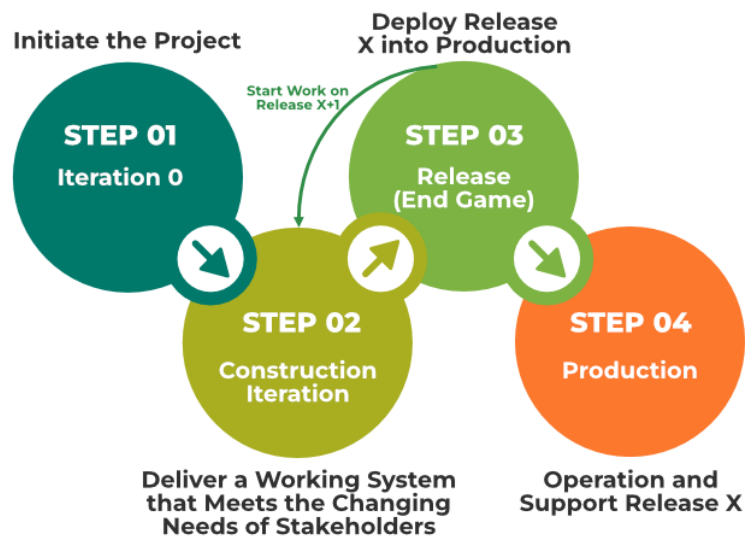 Initiate the Project
STEP 01
Iteration 0
Deploy Release
X into Production
Start Work on
Release X+1
STEP 03
Release
(End Game)
STEP 02
Construction
Iteration
Deliver a Working System
that Meets the Changing
Needs of Stakeholders
STEP 04
Production
Operation and
Support Release X